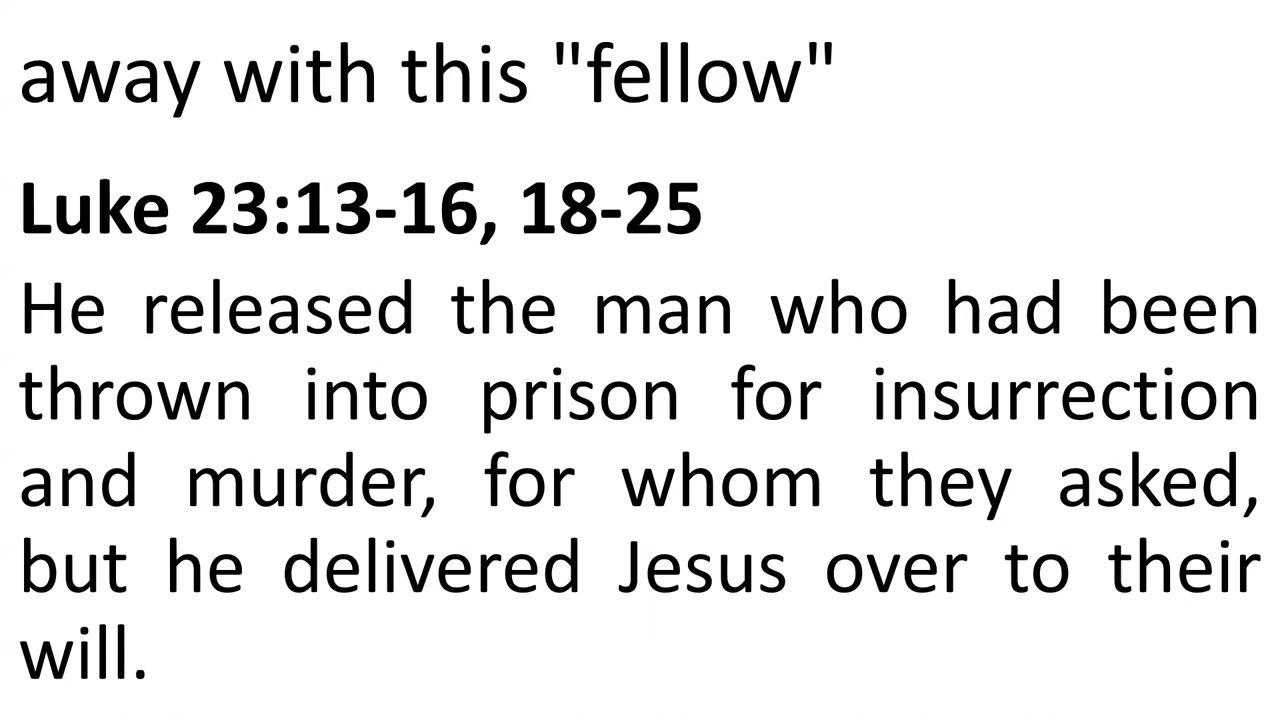 away with this "fellow"
Luke 23:13-16, 18-25
He released the man who had been
thrown into prison for insurrection
and murder, for whom they asked,
but he delivered Jesus over to their
will.